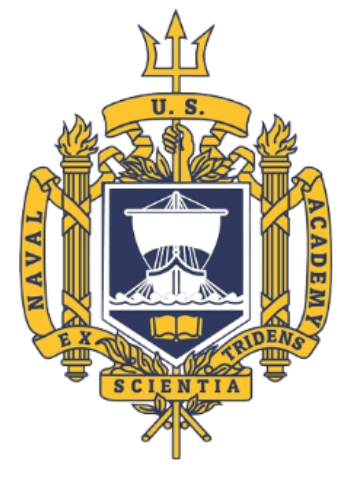 U. S.
NAVAL
ACADEMY
EX
SCIENTIA
TRIDENS